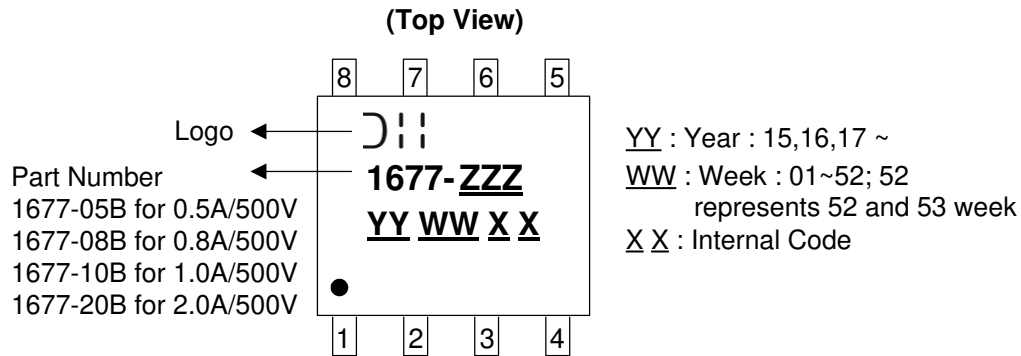 (Top View)
8 7 6 5
Logo
Part Number
1677-05B for 0.5A/500V
1677-08B for 0.8A/500V
1677-10B for 1.0A/500V
1677-20B for 2.0A/500V
1677-ZZZ
YY WW X X
1 2 3 4
YY : Year : 15,16,17 ~
WW : Week : 01~52; 52
represents 52 and 53 week
X X : Internal Code